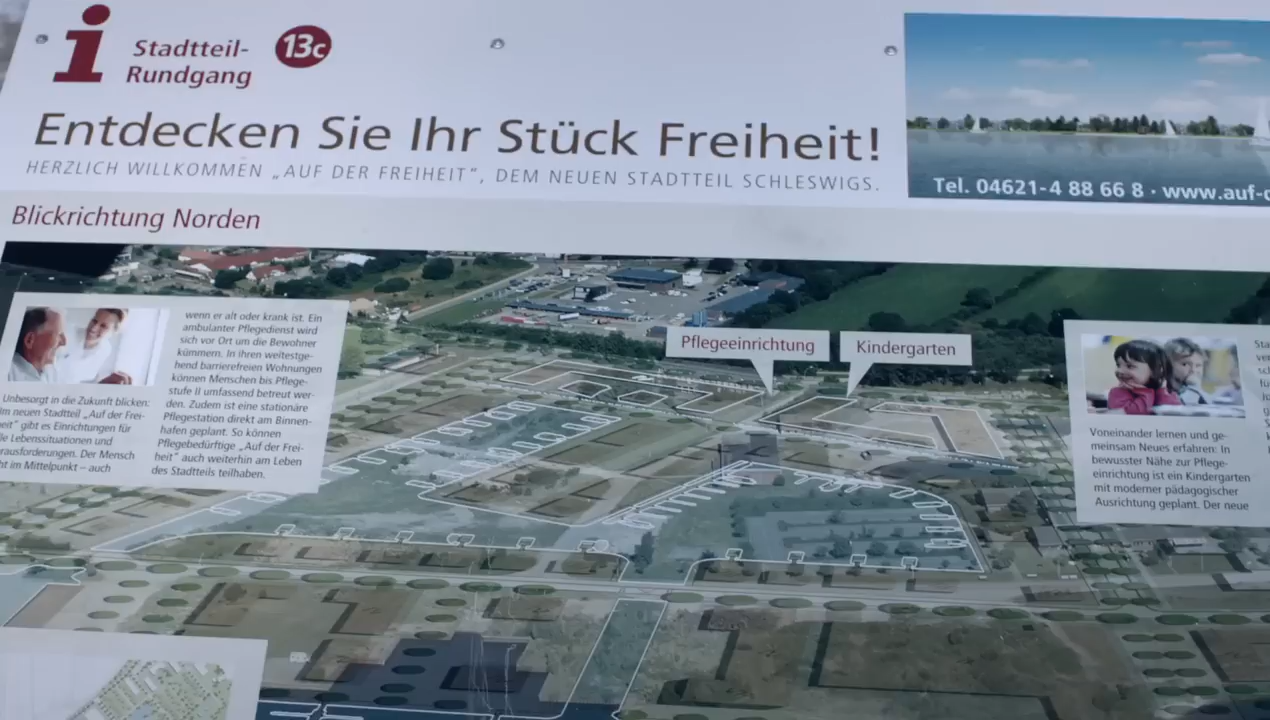 i
Stadtteil-
Rundgang
13c
Entdecken Sie Ihr Stück Freiheit!
HERZLICH WILLKOMMEN „AUF DER FREIHEIT“, DEM NEUEN STADTTEIL SCHLESWIGS.
Tel. 04621-4 88 66 8 · www.auf-
Blickrichtung Norden
Unbesorgt in die Zukunft blicken:
Im neuen Stadtteil „Auf der Frei-
heit“ gibt es Einrichtungen für
Lebenssituationen und
Der Mensch
im Mittelpunkt – auch
wenn er alt oder krank ist. Ein
ambulanter Pflegedienst wird
sich vor Ort um die Bewohner
kümmern. In ihren weitestge-
hend barrierefreien Wohnungen
können Menschen bis Pflege-
stufe II umfassend betreut wer-
den. Zudem ist eine stationäre
Pflegestation direkt am Binnen-
hafen geplant. So können
Pflegebedürftige „Auf der Frei-
heit“ auch weiterhin am Leben
des Stadtteils teilhaben.
Pflegeeinrichtung
Kindergarten
Voneinander lernen und ge-
meinsam Neues erfahren: In
bewusster Nähe zur Pflege-
einrichtung ist ein Kindergarten
mit moderner pädagogischer
Ausrichtung geplant. Der neue